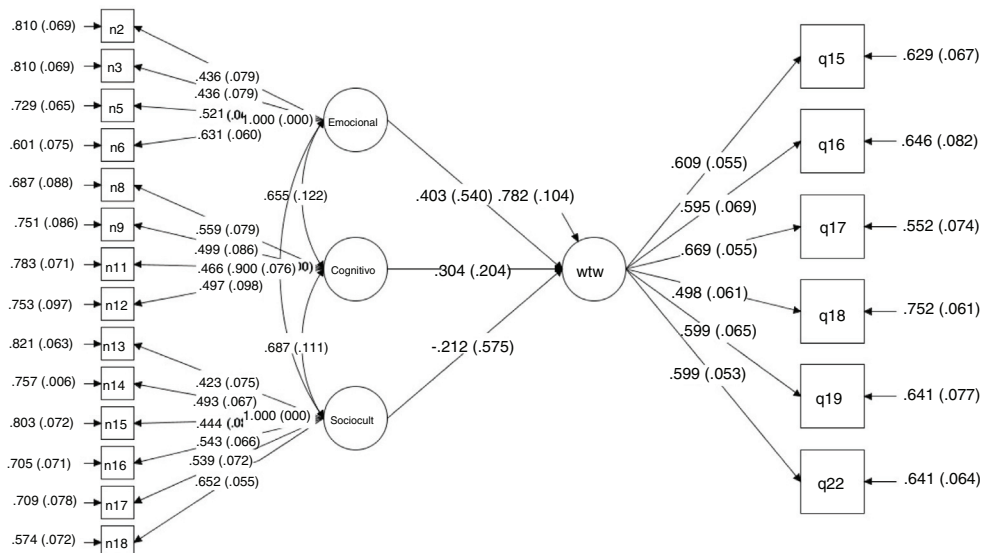 .810 (.069)
n2
.810 (.069)
n3
.729 (.065)
n5
.601 (.075)
n6
.687 (.088)
n8
.751 (.086)
n9
.783 (.071)
n11
.753 (.097)
n12
.821 (.063)
n13
.757 (.006)
n14
.803 (.072)
n15
.705 (.071)
n16
.709 (.078)
n17
.574 (.072)
n18
.436 (.079)
.436 (.079)
.521
1.000 (.000)
.631 (.060)
.655 (.122)
.559 (.079)
.499 (.086)
.466
.900 (.076)
.497 (.098)
.687 (.111)
.423 (.075)
.493 (.067)
.444
1.000 (000)
.543 (.066)
.539 (.072)
.652 (.055)
Emocional
Cognitivo
Sociocult
.403 (.540)
.782 (.104)
.304 (.204)
-.212 (.575)
wtw
.609 (.055)
.595 (.069)
.669 (.055)
.498 (.061)
.599 (.065)
.599 (.053)
q15
.629 (.067)
q16
.646 (.082)
q17
.552 (.074)
q18
.752 (.061)
q19
.641 (.077)
q22
.641 (.064)